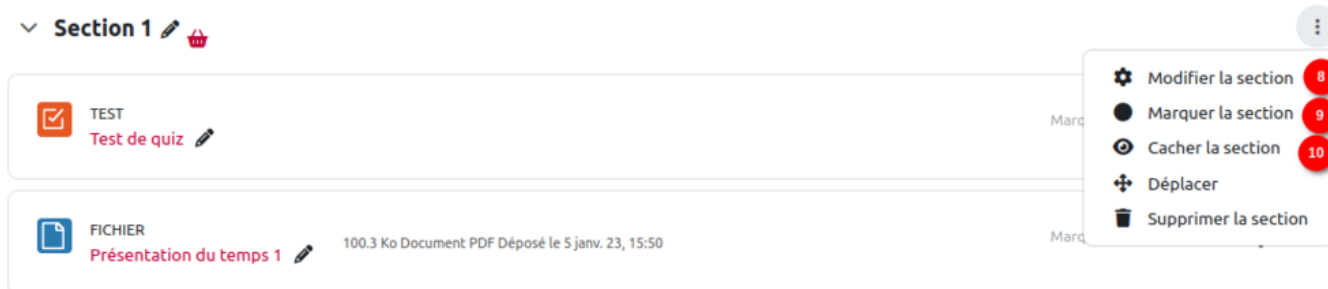 Section 1
Modifier la section 8
Marquer la section 9
Cacher la section 10
Déplacer
Supprimer la section
TEST
Test de quiz
Marq
FICHIER
Présentation du temps 1
100.3 Ko Document PDF Déposé le 5 janv. 23, 15:50
Marq